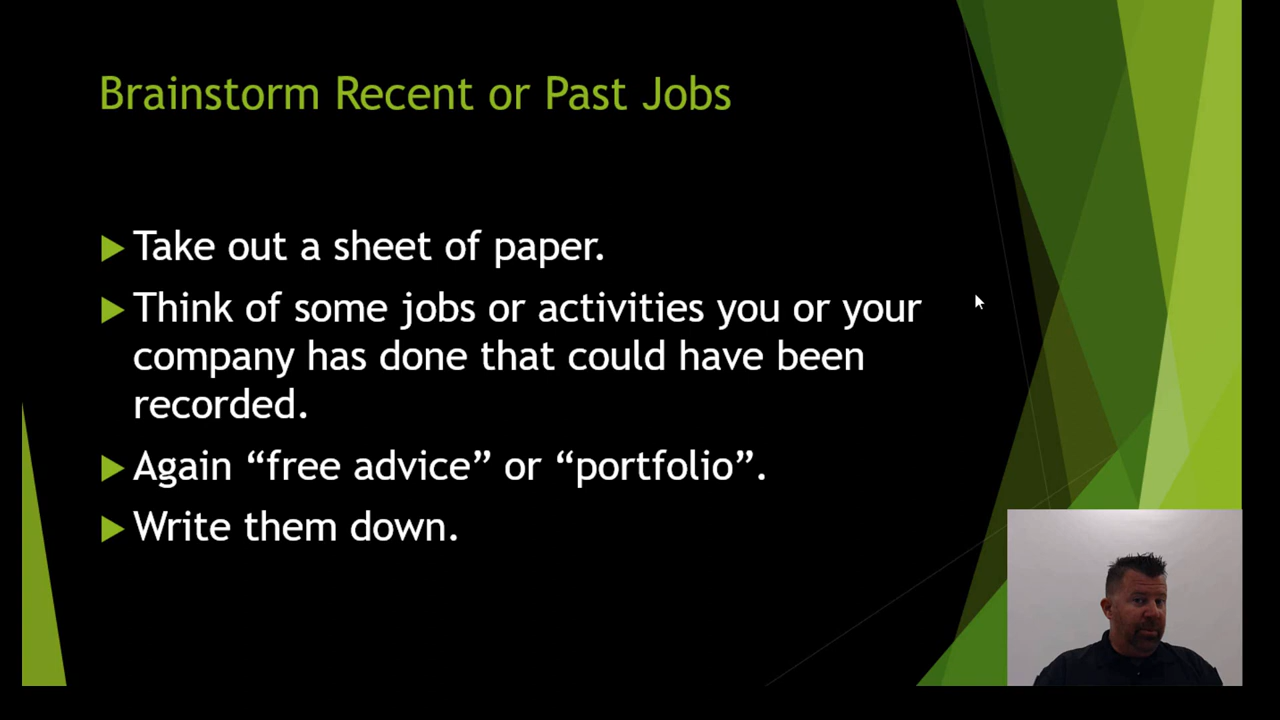 Brainstorm Recent or Past Jobs
Take out a sheet of paper.
Think of some jobs or activities you or your
company has done that could have been
recorded.
Again “free advice” or “portfolio”.
Write them down.